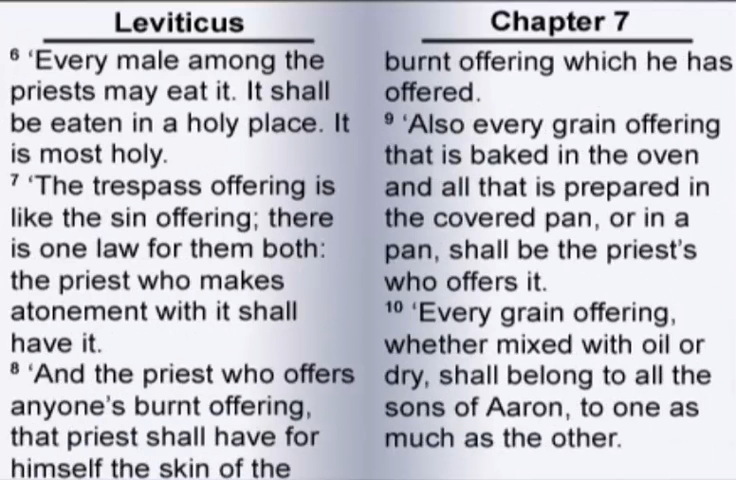 Leviticus
⁶ ‘Every male among the
priests may eat it. It shall
be eaten in a holy place. It
is most holy.
⁷ ‘The trespass offering is
like the sin offering; there
is one law for them both:
the priest who makes
atonement with it shall
have it.
⁸ ‘And the priest who offers
anyone’s burnt offering,
that priest shall have for
himself the skin of the
Chapter 7
burnt offering which he has
offered.
⁹ ‘Also every grain offering
that is baked in the oven
and all that is prepared in
the covered pan, or in a
pan, shall be the priest’s
who offers it.
¹⁰ ‘Every grain offering,
whether mixed with oil or
dry, shall belong to all the
sons of Aaron, to one as
much as the other.